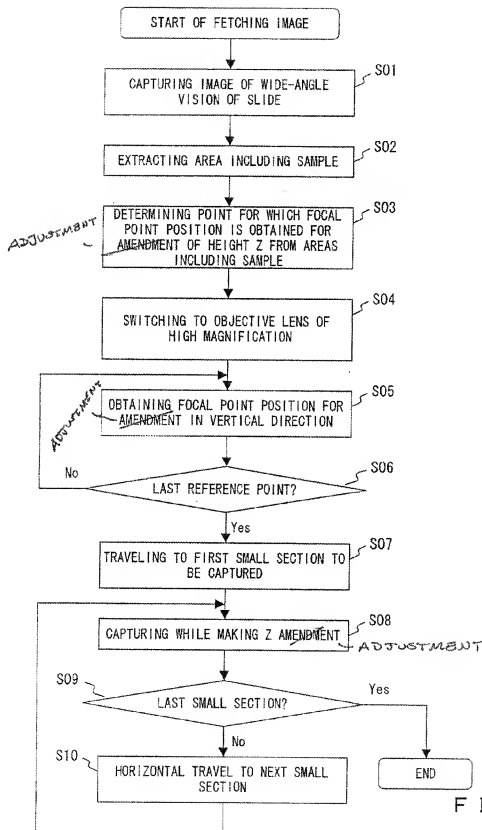 START OF FETCHING IMAGE
S01
CAPTURING IMAGE OF WIDE-ANGLE
VISION OF SLIDE
S02
EXTRACTING AREA INCLUDING SAMPLE
S03
DETERMINING POINT FOR WHICH FOCAL
POINT POSITION IS OBTAINED FOR
ADJUSTMENT
AMENDMENT OF HEIGHT Z FROM AREAS
INCLUDING SAMPLE
S04
SWITCHING TO OBJECTIVE LENS OF
HIGH MAGNIFICATION
S05
OBTAINING FOCAL POINT POSITION FOR
ADJUSTMENT
AMENDMENT IN VERTICAL DIRECTION
S06
No
LAST REFERENCE POINT?
Yes
S07
TRAVELING TO FIRST SMALL SECTION TO
BE CAPTURED
S08
CAPTURING WHILE MAKING Z AMENDMENT
ADJUSTMENT
S09
LAST SMALL SECTION?
Yes
No
S10
HORIZONTAL TRAVEL TO NEXT SMALL
SECTION
END
F I